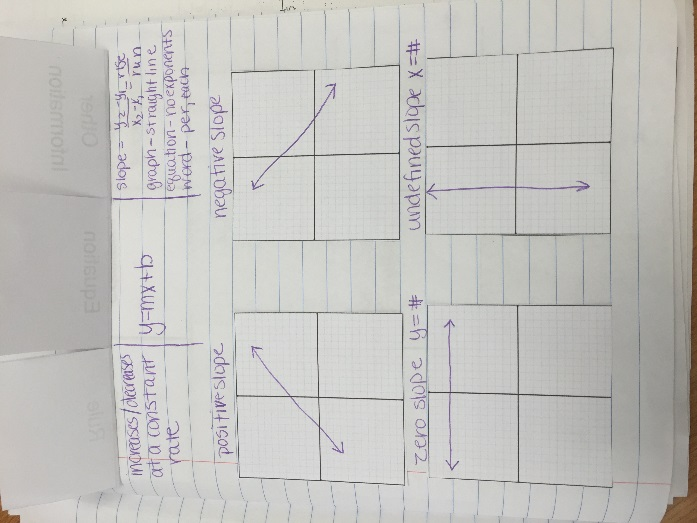 Rule
Equation
Other
Information
increases/decreases
at a constant
rate
y=mx+b
slope = y₂-y₁ = rise
x₂-x₁ run
graph - straight line
equation - no exponents
word - per, each
positive slope
negative slope
zero slope y=#
undefined slope x=#